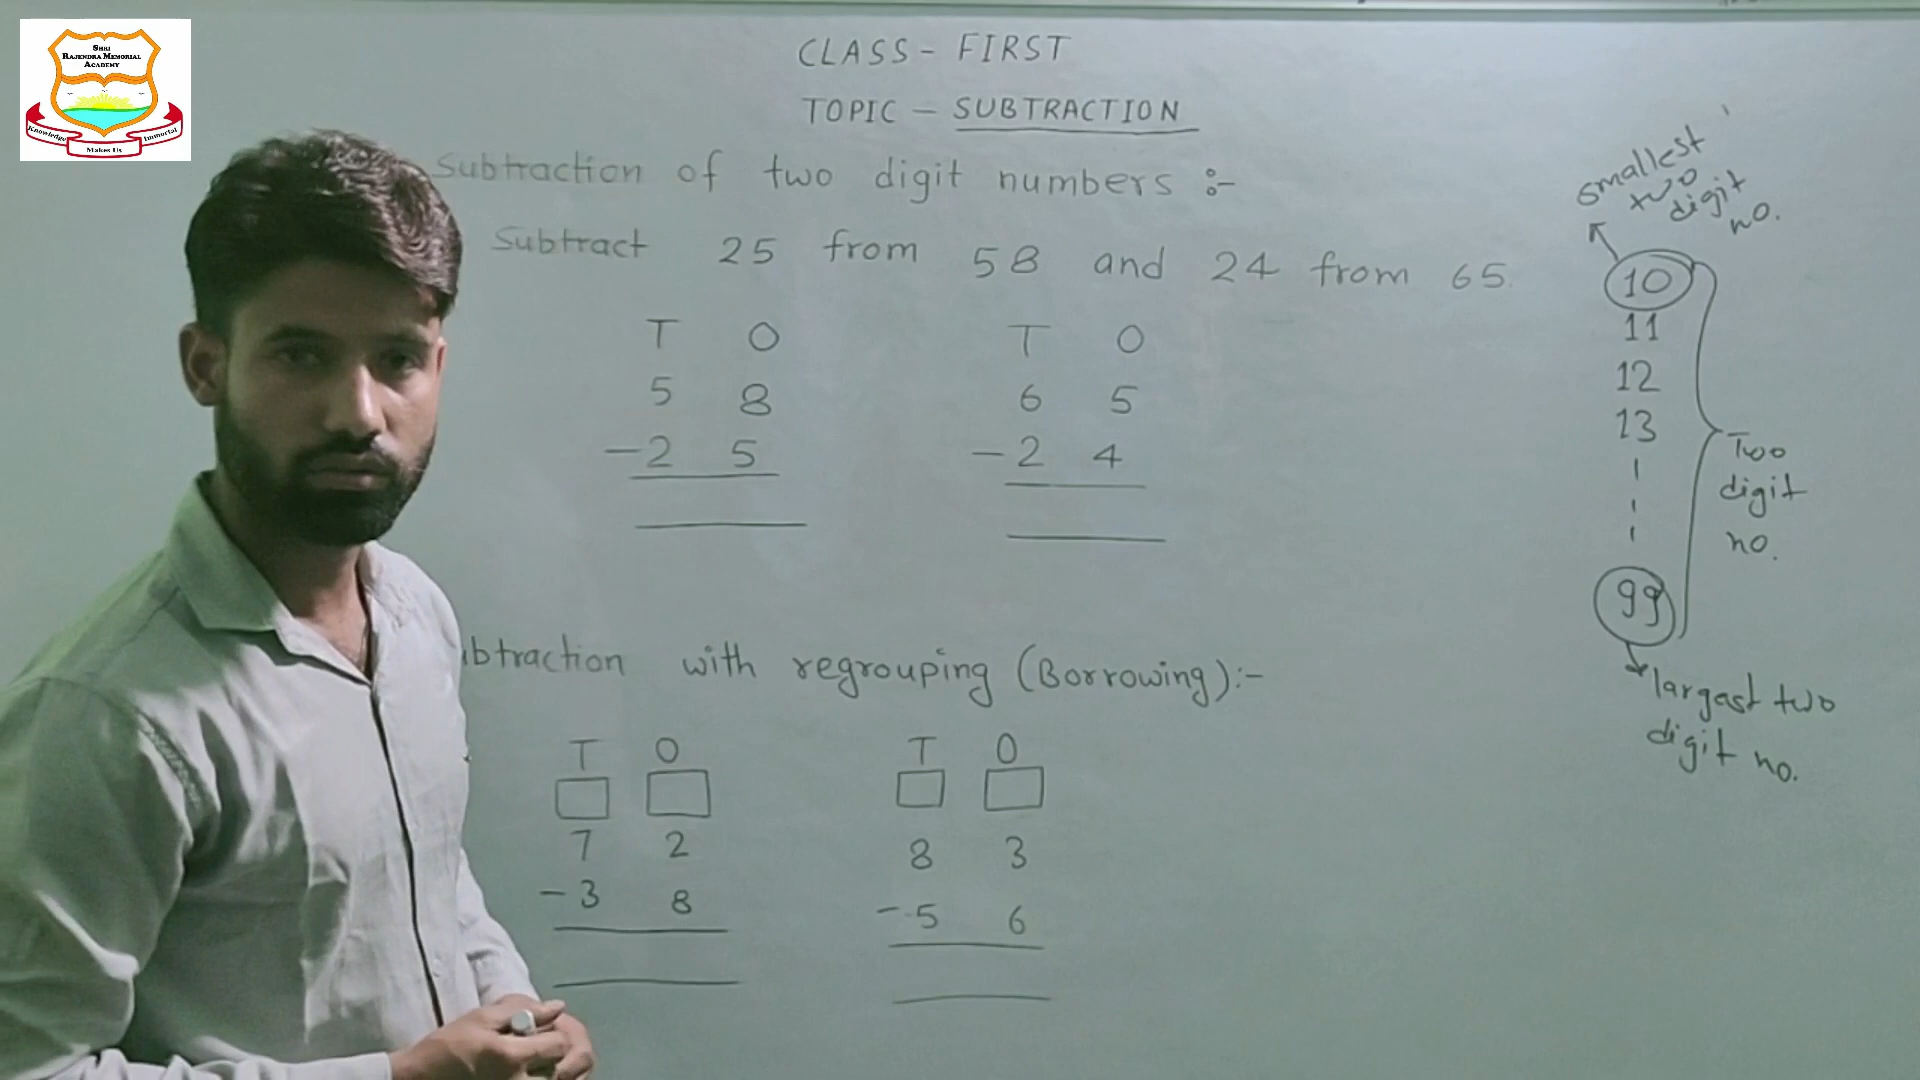 SHRI
RAJENDRA MEMORIAL
ACADEMY
Knowledge Makes Us Immortal
CLASS - FIRST
TOPIC - SUBTRACTION
Subtraction of two digit numbers :-
Subtract 25 from 58 and 24 from 65.
T O
5 8
-2 5
T O
6 5
-2 4
ubtraction with regrouping (Borrowing):-
T O
7 2
-3 8
T O
8 3
-5 6
smallest
two
digit
no.
10
11
12
13
99
Two
digit
no.
largest two
digit no.